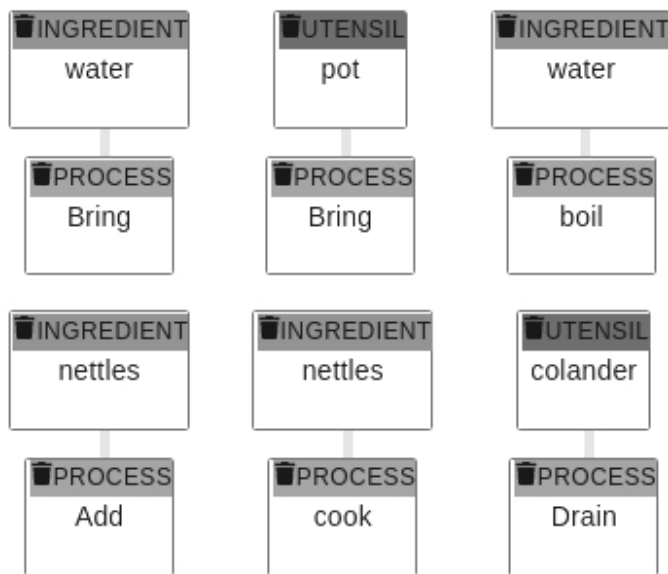 INGREDIENT UTENSIL INGREDIENT
water pot water
PROCESS PROCESS PROCESS
Bring Bring boil
INGREDIENT INGREDIENT UTENSIL
nettles nettles colander
PROCESS PROCESS PROCESS
Add cook Drain